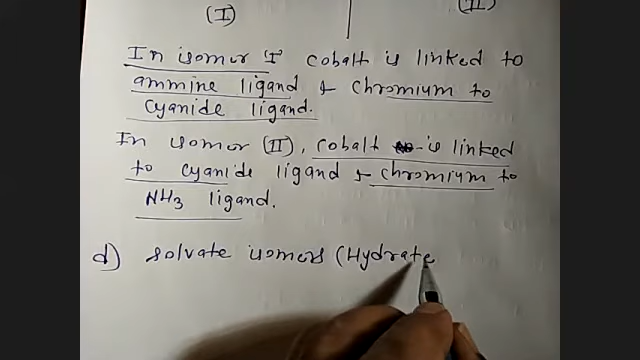 (I) (II)
In isomer 'I' cobalt is linked to
ammine ligand & chromium to
cyanide ligand.
In isomer (II), cobalt is linked
to cyanide ligand & chromium to
NH3 ligand.
d) solvate isomers (Hydrate